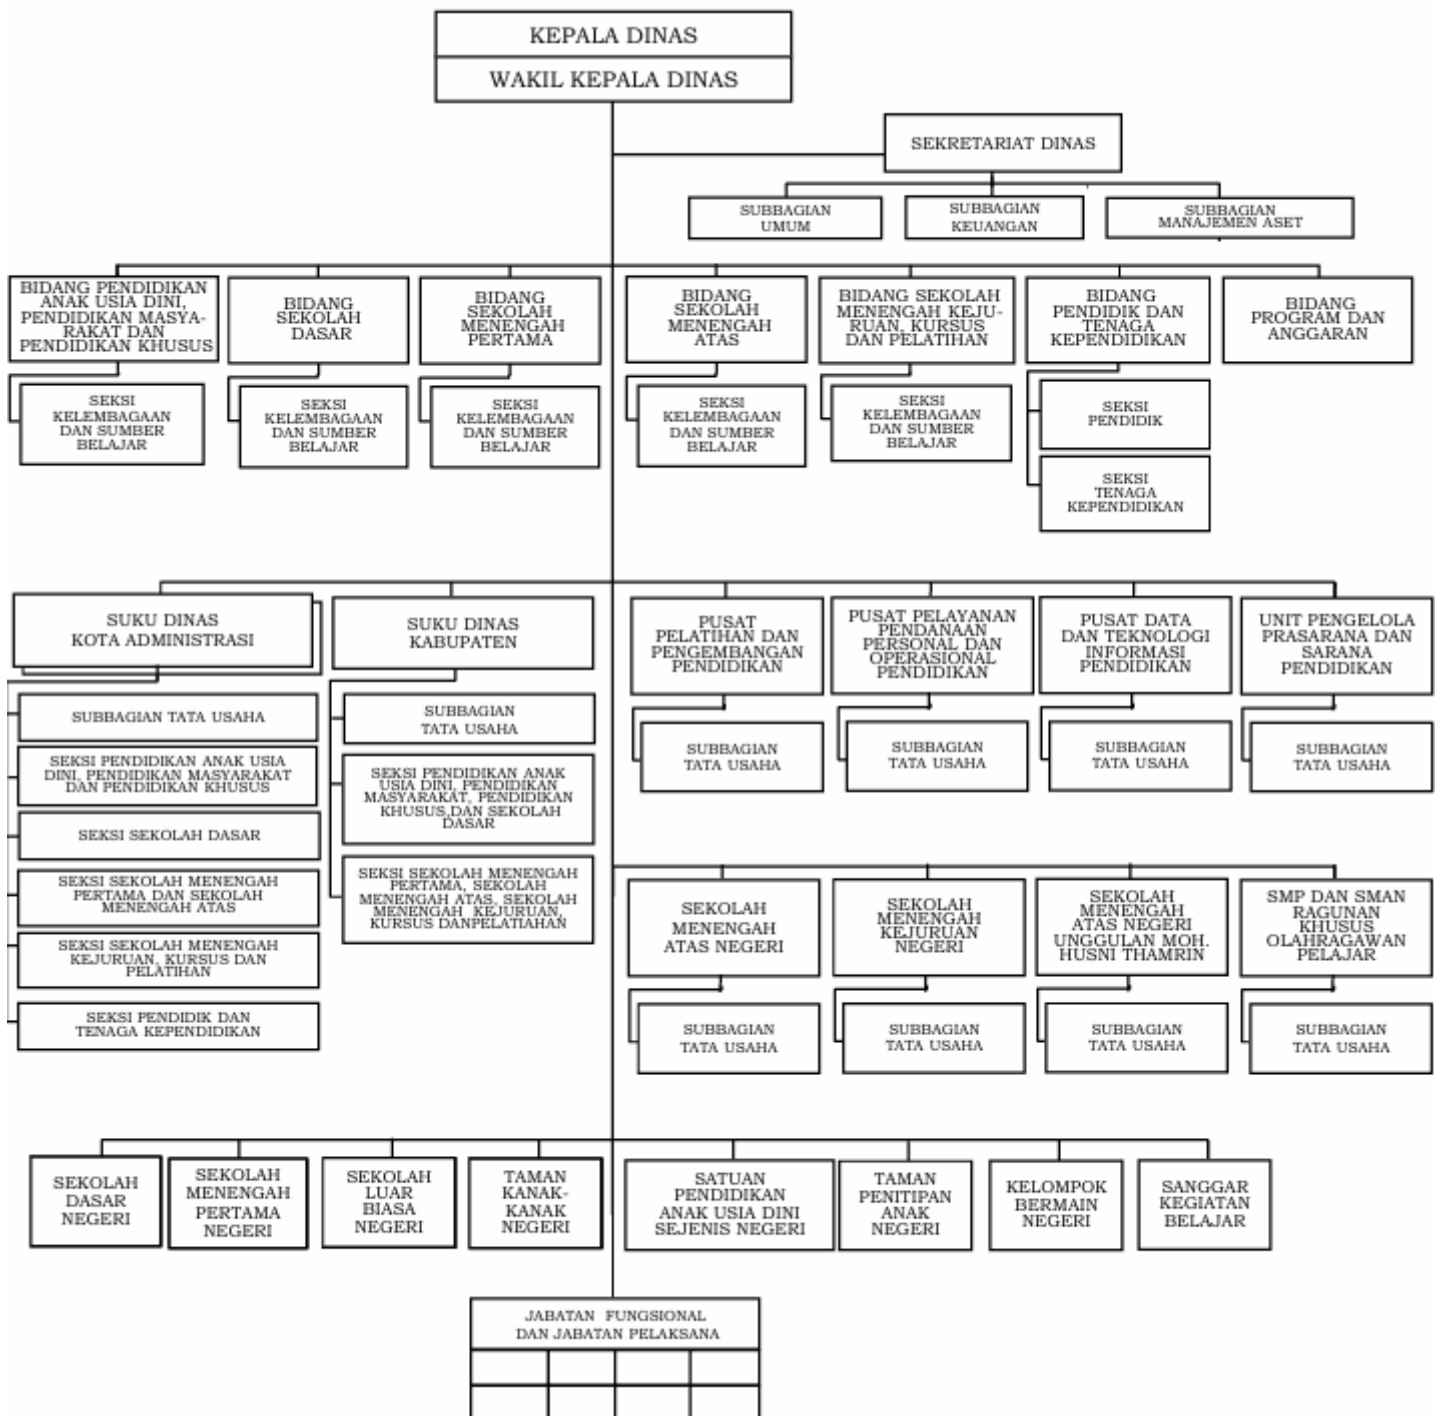 KEPALA DINAS
WAKIL KEPALA DINAS
SEKRETARIAT DINAS
SUBBAGIAN
UMUM
SUBBAGIAN
KEUANGAN
SUBBAGIAN
MANAJEMEN ASET
BIDANG PENDIDIKAN
ANAK USIA DINI,
PENDIDIKAN MASYA-
RAKAT DAN
PENDIDIKAN KHUSUS
BIDANG
SEKOLAH
DASAR
BIDANG
SEKOLAH
MENENGAH
PERTAMA
BIDANG
SEKOLAH
MENENGAH
ATAS
BIDANG SEKOLAH
MENENGAH KEJU-
RUAN, KURSUS
DAN PELATIHAN
BIDANG
PENDIDIK DAN
TENAGA
KEPENDIDIKAN
BIDANG
PROGRAM DAN
ANGGARAN
SEKSI
KELEMBAGAAN
DAN SUMBER
BELAJAR
SEKSI
KELEMBAGAAN
DAN SUMBER
BELAJAR
SEKSI
KELEMBAGAAN
DAN SUMBER
BELAJAR
SEKSI
KELEMBAGAAN
DAN SUMBER
BELAJAR
SEKSI
KELEMBAGAAN
DAN SUMBER
BELAJAR
SEKSI
PENDIDIK
SEKSI
TENAGA
KEPENDIDIKAN
SUKU DINAS
KOTA ADMINISTRASI
SUBBAGIAN TATA USAHA
SEKSI PENDIDIKAN ANAK USIA
DINI, PENDIDIKAN MASYARAKAT
DAN PENDIDIKAN KHUSUS
SEKSI SEKOLAH DASAR
SEKSI SEKOLAH MENENGAH
PERTAMA DAN SEKOLAH
MENENGAH ATAS
SEKSI SEKOLAH MENENGAH
KEJURUAN, KURSUS DAN
PELATIHAN
SEKSI PENDIDIK DAN
TENAGA KEPENDIDIKAN
SUKU DINAS
KABUPATEN
SUBBAGIAN
TATA USAHA
SEKSI PENDIDIKAN ANAK
USIA DINI, PENDIDIKAN
MASYARAKAT, PENDIDIKAN
KHUSUS,DAN SEKOLAH
DASAR
SEKSI SEKOLAH MENENGAH
PERTAMA, SEKOLAH
MENENGAH ATAS, SEKOLAH
MENENGAH KEJURUAN,
KURSUS DANPELATIAHAN
PUSAT
PELATIHAN DAN
PENGEMBANGAN
PENDIDIKAN
PUSAT PELAYANAN
PENDANAAN
PERSONAL DAN
OPERASIONAL
PENDIDIKAN
PUSAT DATA
DAN TEKNOLOGI
INFORMASI
PENDIDIKAN
UNIT PENGELOLA
PRASARANA DAN
SARANA
PENDIDIKAN
SUBBAGIAN
TATA USAHA
SUBBAGIAN
TATA USAHA
SUBBAGIAN
TATA USAHA
SUBBAGIAN
TATA USAHA
SEKOLAH
MENENGAH
ATAS NEGERI
SEKOLAH
MENENGAH
KEJURUAN
NEGERI
SEKOLAH
MENENGAH
ATAS NEGERI
UNGGULAN MOH.
HUSNI THAMRIN
SMP DAN SMAN
RAGUNAN
KHUSUS
OLAHRAGAWAN
PELAJAR
SUBBAGIAN
TATA USAHA
SUBBAGIAN
TATA USAHA
SUBBAGIAN
TATA USAHA
SUBBAGIAN
TATA USAHA
SEKOLAH
DASAR
NEGERI
SEKOLAH
MENENGAH
PERTAMA
NEGERI
SEKOLAH
LUAR
BIASA
NEGERI
TAMAN
KANAK-
KANAK
NEGERI
SATUAN
PENDIDIKAN
ANAK USIA DINI
SEJENIS NEGERI
TAMAN
PENITIPAN
ANAK
NEGERI
KELOMPOK
BERMAIN
NEGERI
SANGGAR
KEGIATAN
BELAJAR
JABATAN FUNGSIONAL
DAN JABATAN PELAKSANA